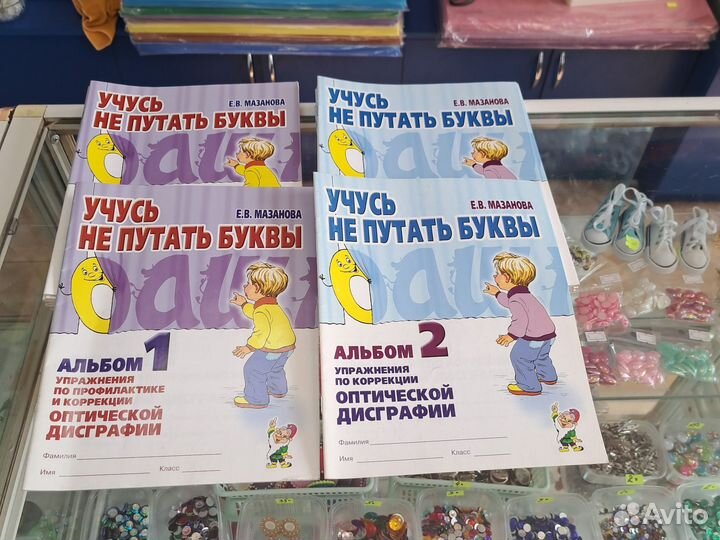 УЧУСЬ
Е.В. МАЗАНОВА
НЕ ПУТАТЬ БУКВЫ
УЧУСЬ
Е.В. МАЗАНОВА
НЕ ПУТАТЬ БУКВЫ
УЧУСЬ
Е.В. МАЗАНОВА
НЕ ПУТАТЬ БУКВЫ
АЛЬБОМ 1
УПРАЖНЕНИЯ
ПО ПРОФИЛАКТИКЕ
И КОРРЕКЦИИ
ОПТИЧЕСКОЙ
ДИСГРАФИИ
Фамилия
Имя Класс
УЧУСЬ
Е.В. МАЗАНОВА
НЕ ПУТАТЬ БУКВЫ
АЛЬБОМ 2
УПРАЖНЕНИЯ
ПО КОРРЕКЦИИ
ОПТИЧЕСКОЙ
ДИСГРАФИИ
Фамилия
Имя Класс
Avito